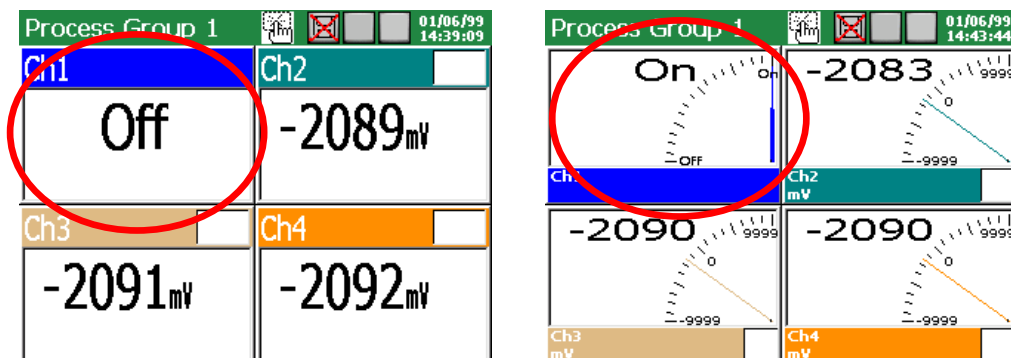 Process Group 1
01/06/99
14:39:09
Ch1
Ch2
Off
-2089mV
Ch3
Ch4
-2091mV
-2092mV
Process Group 1
01/06/99
14:43:44
On
On
OFF
Ch1
-2083
9999
0
-9999
Ch2
mV
-2090
9999
0
-9999
Ch3
mV
-2090
9999
0
-9999
Ch4
mV